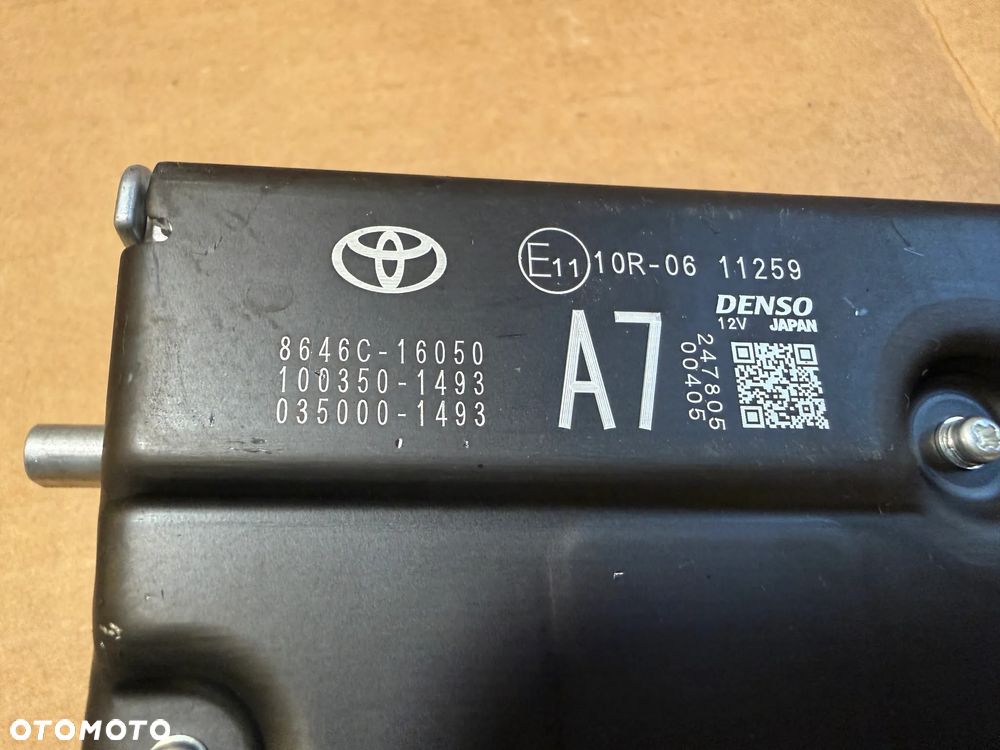 E11 10R-06 11259
DENSO
12V JAPAN
8646C-16050
100350-1493
035000-1493
A7
247805
00405
OTOMOTO